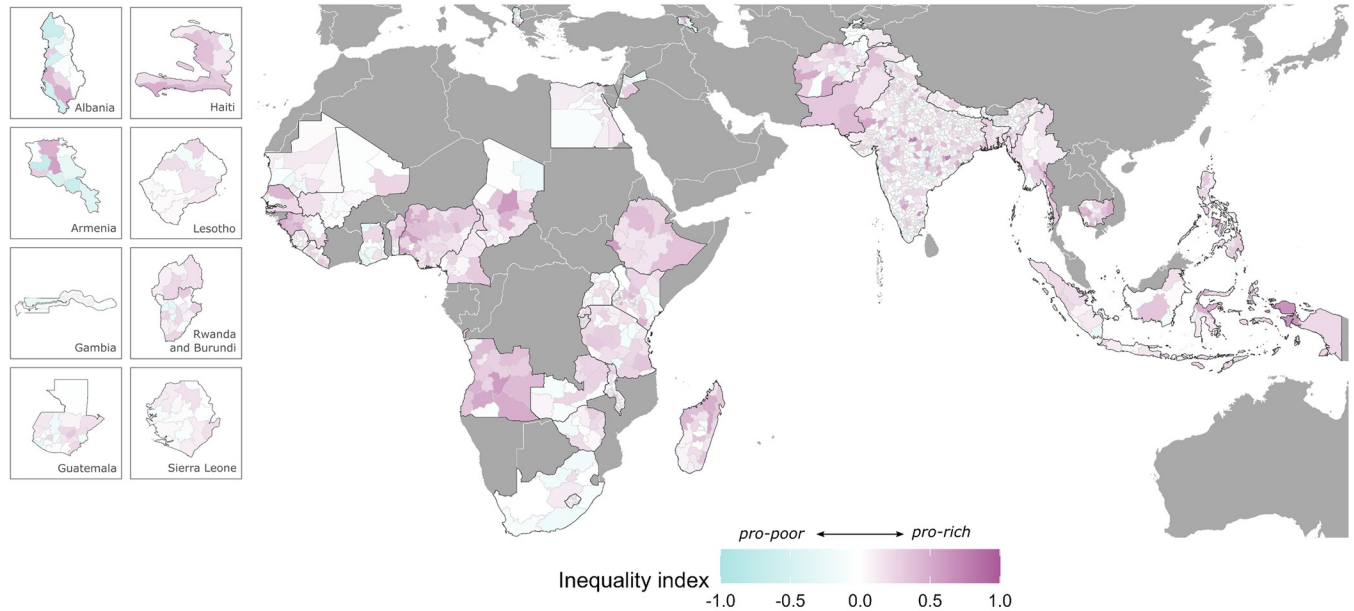 Albania
Haiti
Armenia
Lesotho
Gambia
Rwanda
and Burundi
Guatemala
Sierra Leone
pro-poor
pro-rich
Inequality index
-1.0
-0.5
0.0
0.5
1.0